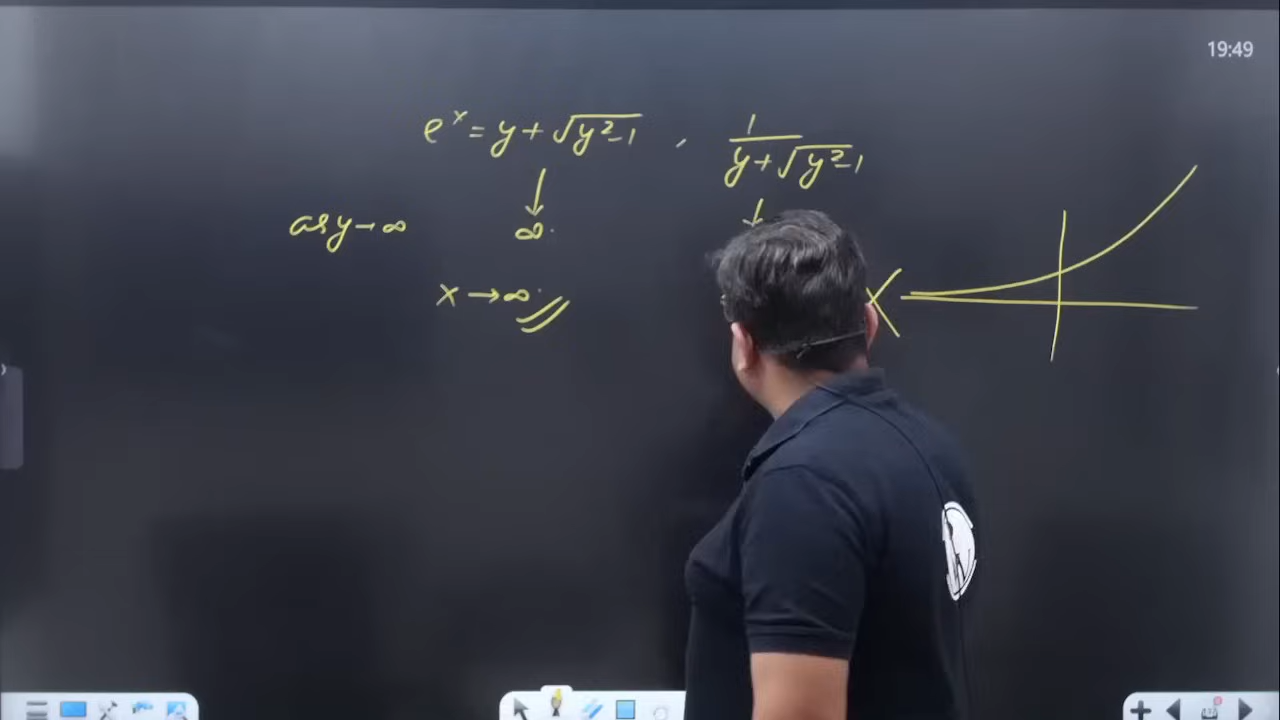 19:49
e^x = y + √(y²-1) , 1/(y + √(y²-1))
↓ ↓
as y → ∞ ∞
x → ∞